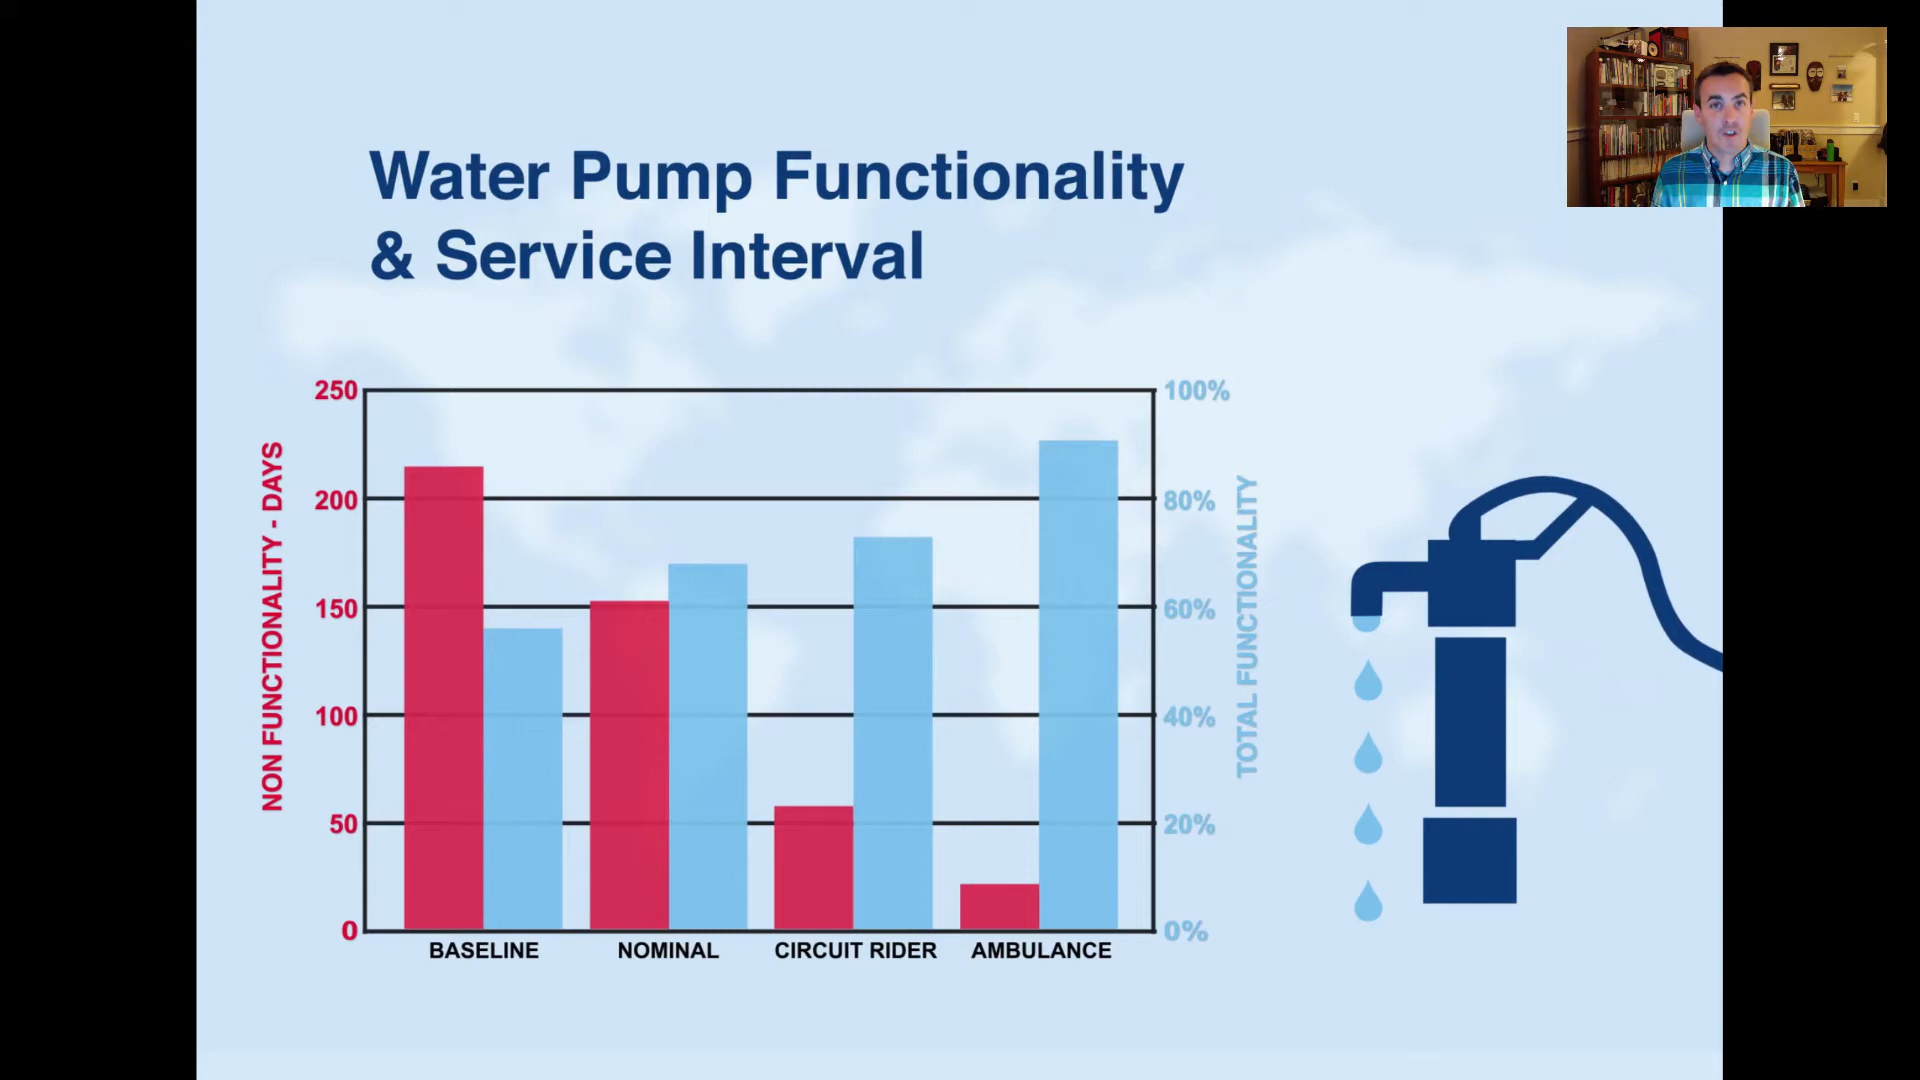 Water Pump Functionality
& Service Interval
250
200
150
100
50
0
NON FUNCTIONALITY - DAYS
100%
80%
60%
40%
20%
0%
TOTAL FUNCTIONALITY
BASELINE
NOMINAL
CIRCUIT RIDER
AMBULANCE